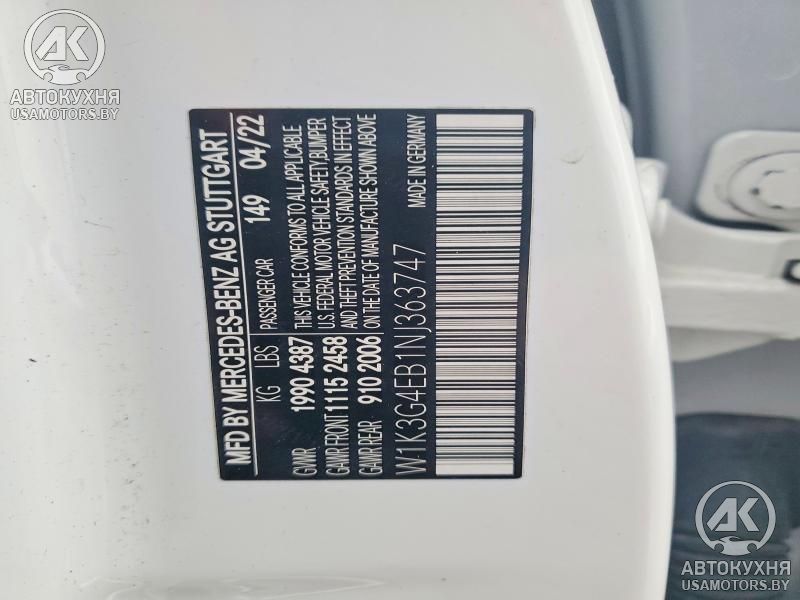 AK
АВТОКУХНЯ
USAMOTORS.BY
MFD BY MERCEDES-BENZ AG STUTTGART
KG LBS PASSENGER CAR 149 04/22
GVWR 1990 4387 THIS VEHICLE CONFORMS TO ALL APPLICABLE
GAWR FRONT 1115 2458 U.S. FEDERAL MOTOR VEHICLE SAFETY, BUMPER
GAWR REAR 910 2006 AND THEFT PREVENTION STANDARDS IN EFFECT
ON THE DATE OF MANUFACTURE SHOWN ABOVE
W1K3G4EB1NJ363747 MADE IN GERMANY
AK
АВТОКУХНЯ
USAMOTORS.BY